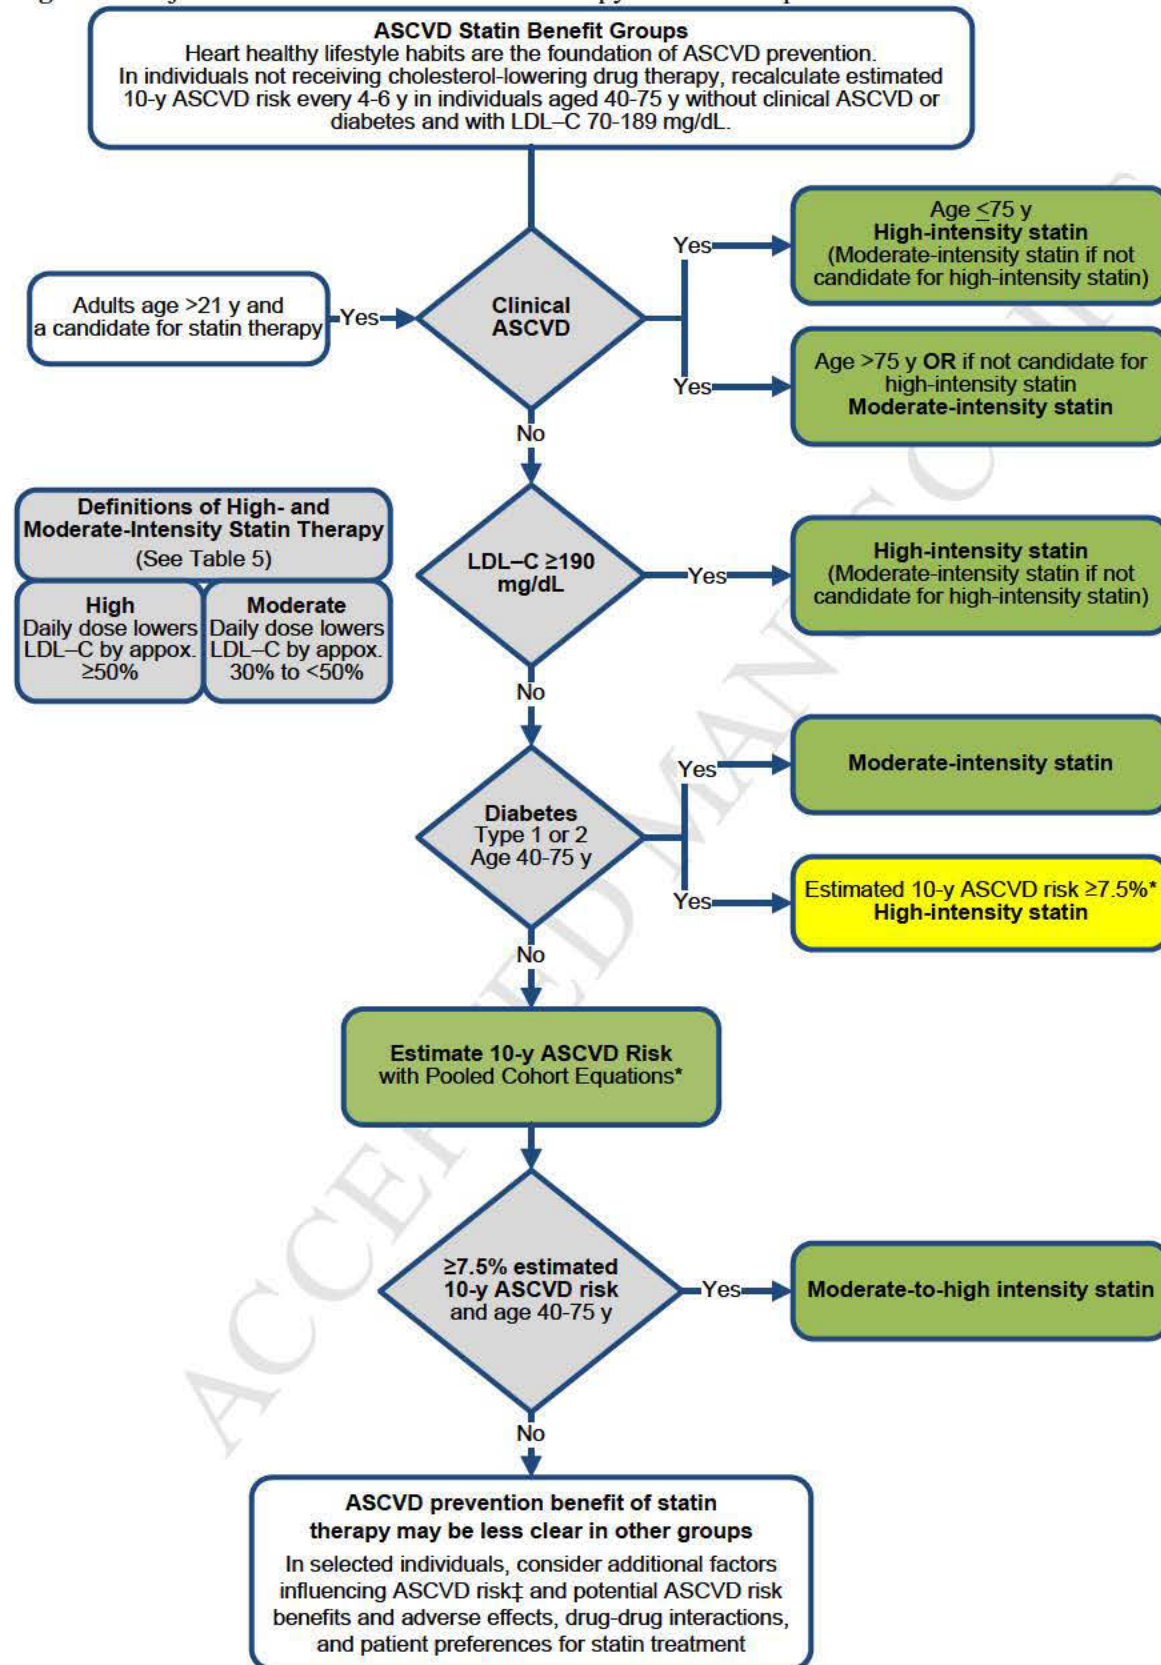 ASCVD Statin Benefit Groups
Heart healthy lifestyle habits are the foundation of ASCVD prevention.
In individuals not receiving cholesterol-lowering drug therapy, recalculate estimated
10-y ASCVD risk every 4-6 y in individuals aged 40-75 y without clinical ASCVD or
diabetes and with LDL–C 70-189 mg/dL.
Adults age >21 y and
a candidate for statin therapy
Yes
Clinical
ASCVD
Yes
Age ≤75 y
High-intensity statin
(Moderate-intensity statin if not
candidate for high-intensity statin)
Yes
Age >75 y OR if not candidate for
high-intensity statin
Moderate-intensity statin
No
Definitions of High- and
Moderate-Intensity Statin Therapy
(See Table 5)
High
Daily dose lowers
LDL–C by appox.
≥50%
Moderate
Daily dose lowers
LDL–C by appox.
30% to <50%
LDL–C ≥190
mg/dL
Yes
High-intensity statin
(Moderate-intensity statin if not
candidate for high-intensity statin)
No
Diabetes
Type 1 or 2
Age 40-75 y
Yes
Moderate-intensity statin
Yes
Estimated 10-y ASCVD risk ≥7.5%*
High-intensity statin
No
Estimate 10-y ASCVD Risk
with Pooled Cohort Equations*
≥7.5% estimated
10-y ASCVD risk
and age 40-75 y
Yes
Moderate-to-high intensity statin
No
ASCVD prevention benefit of statin
therapy may be less clear in other groups
In selected individuals, consider additional factors
influencing ASCVD risk‡ and potential ASCVD risk
benefits and adverse effects, drug-drug interactions,
and patient preferences for statin treatment